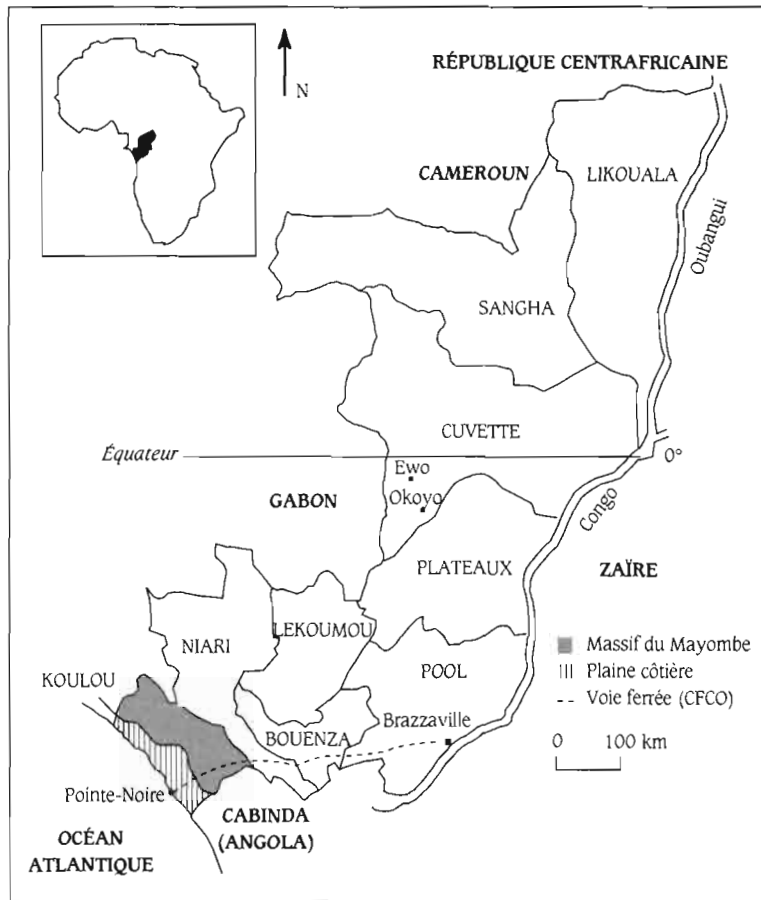 N
RÉPUBLIQUE CENTRAFRICAINE
CAMEROUN
LIKOUALA
Oubangui
SANGHA
CUVETTE
Équateur
0°
Ewo
Okoyo
GABON
Congo
PLATEAUX
ZAÏRE
NIARI
LEKOUMOU
POOL
KOULOU
BOUENZA
Brazzaville
Massif du Mayombe
Plaine côtière
Voie ferrée (CFCO)
0 100 km
Pointe-Noire
CABINDA
(ANGOLA)
OCÉAN
ATLANTIQUE